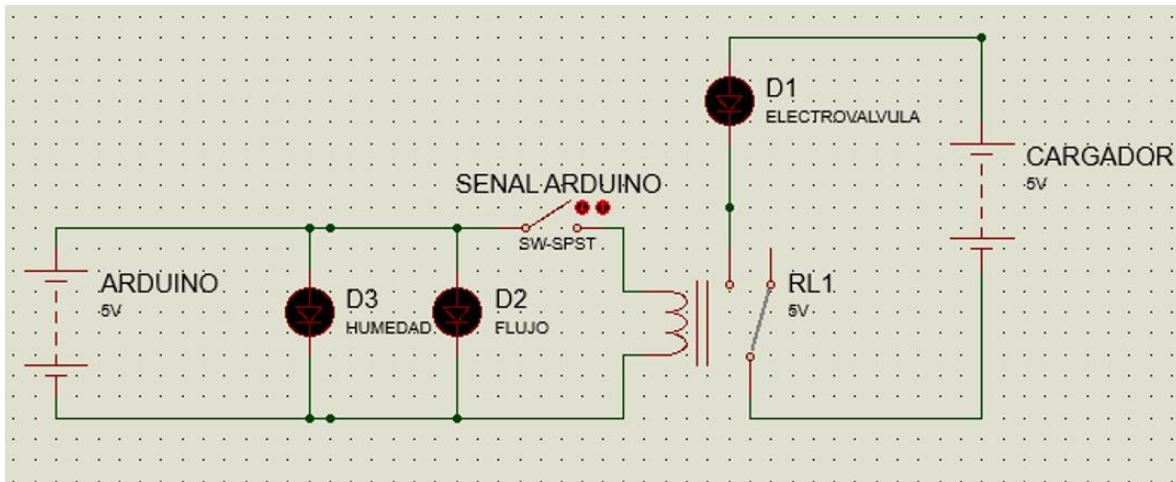 D1
ELECTROVALVULA
CARGADOR
5V
SENAL ARDUINO
SW-SPST
ARDUINO
5V
D3
HUMEDAD
D2
FLUJO
RL1
5V